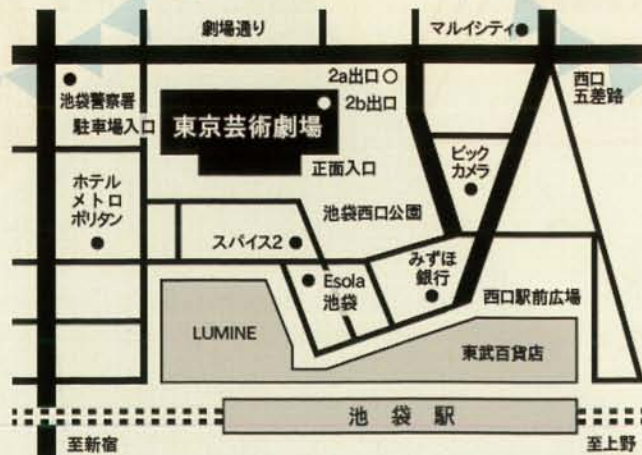 劇場通り
マルイシティ
2a出口
2b出口
西口
五差路
池袋警察署
駐車場入口
東京芸術劇場
正面入口
ビック
カメラ
ホテル
メトロ
ポリタン
池袋西口公園
スパイス2
Esola
池袋
みずほ
銀行
西口駅前広場
LUMINE
東武百貨店
池袋駅
至新宿
至上野